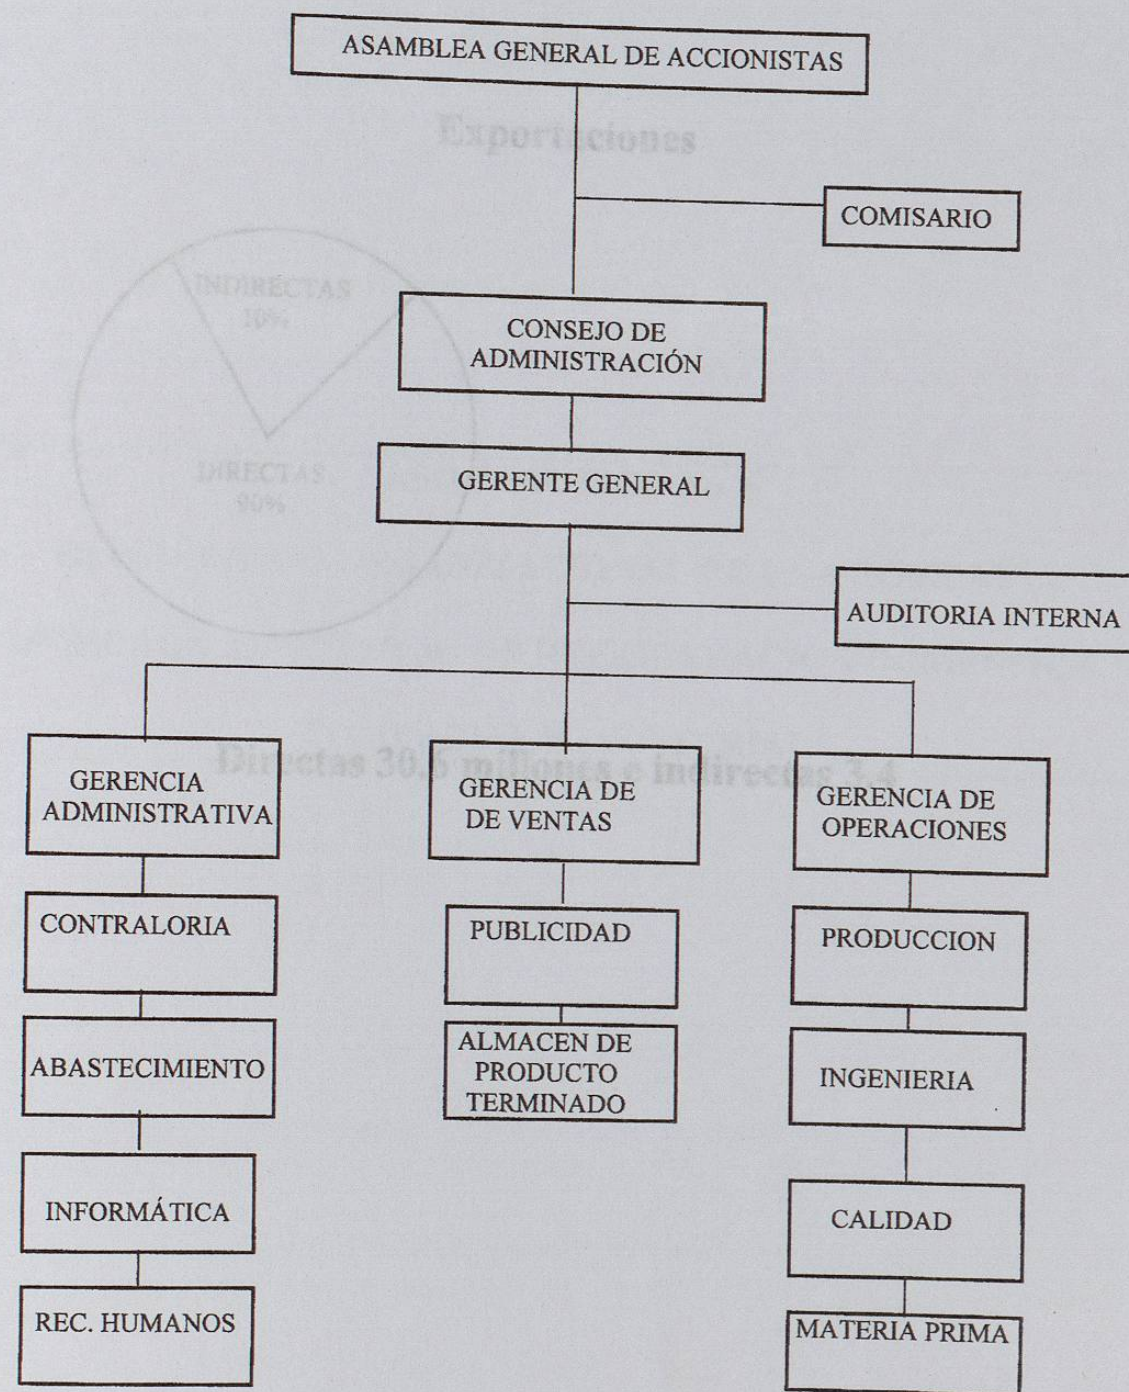 ASAMBLEA GENERAL DE ACCIONISTAS
Exportaciones
COMISARIO
INDIRECTAS
10%
CONSEJO DE
ADMINISTRACIÓN
DIRECTAS
90%
GERENTE GENERAL
AUDITORIA INTERNA
Directas 30.6 millones e indirectas 3.4
GERENCIA
ADMINISTRATIVA
CONTRALORIA
ABASTECIMIENTO
INFORMÁTICA
REC. HUMANOS
GERENCIA DE
DE VENTAS
PUBLICIDAD
ALMACEN DE
PRODUCTO
TERMINADO
GERENCIA DE
OPERACIONES
PRODUCCION
INGENIERIA
CALIDAD
MATERIA PRIMA